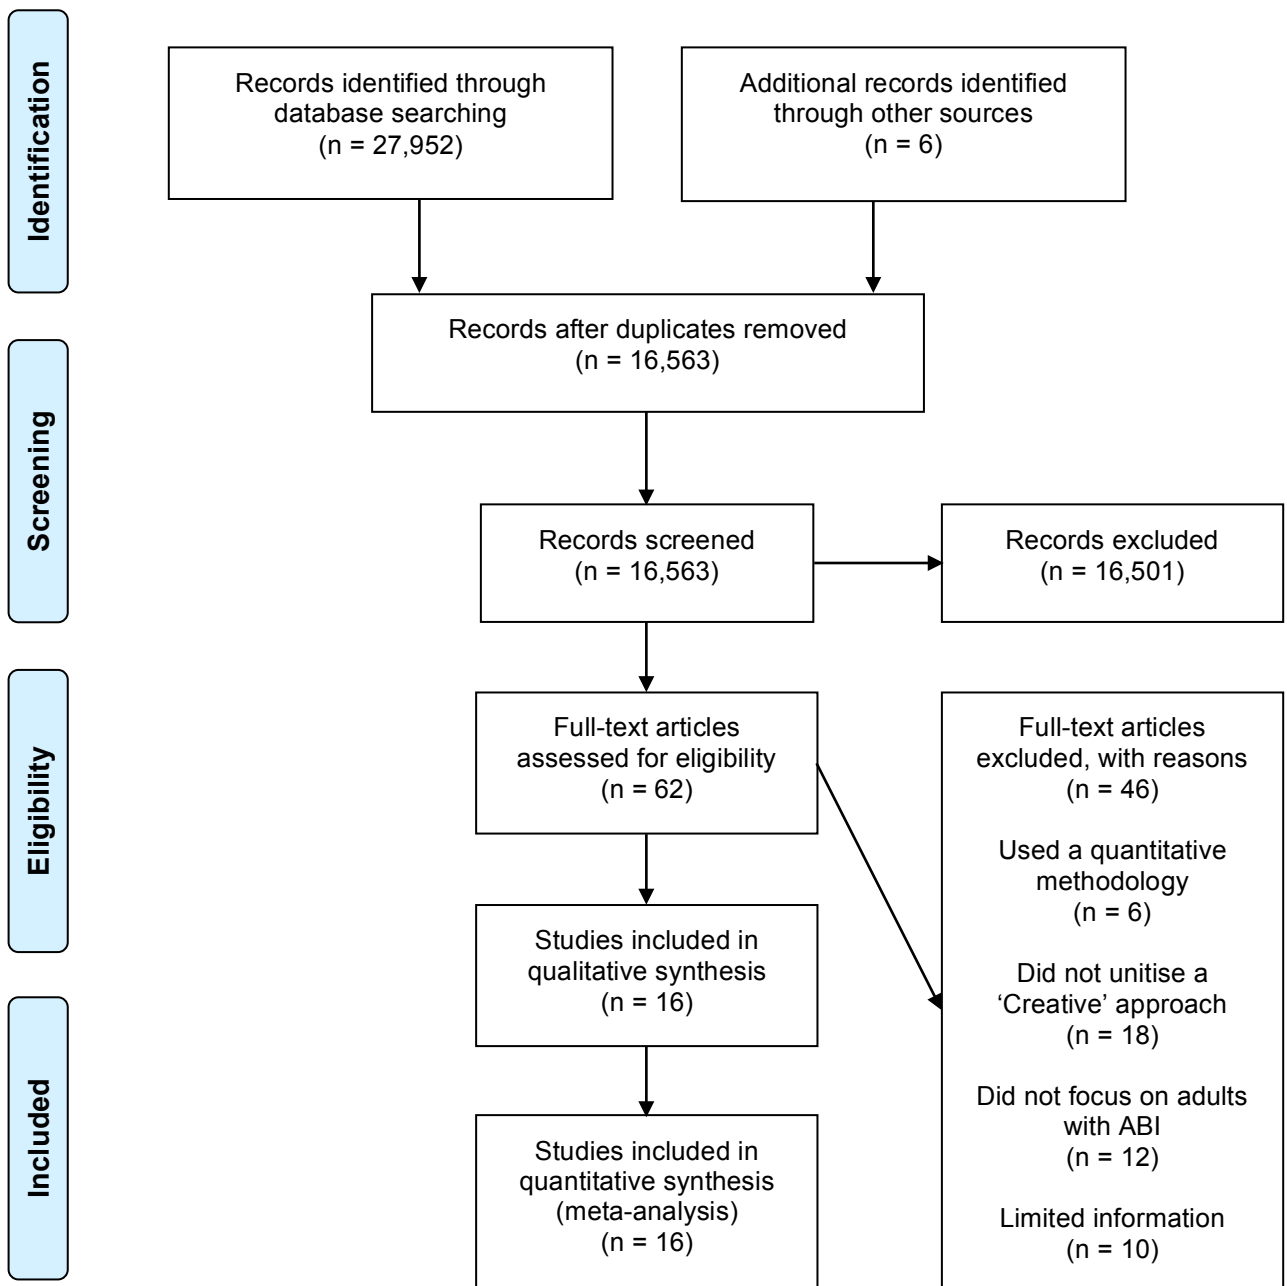 Identification
Records identified through
database searching
(n = 27,952)
Additional records identified
through other sources
(n = 6)
Records after duplicates removed
(n = 16,563)
Screening
Records screened
(n = 16,563)
Records excluded
(n = 16,501)
Eligibility
Full-text articles
assessed for eligibility
(n = 62)
Full-text articles
excluded, with reasons
(n = 46)
Used a quantitative
methodology
(n = 6)
Did not unitise a
‘Creative’ approach
(n = 18)
Did not focus on adults
with ABI
(n = 12)
Limited information
(n = 10)
Studies included in
qualitative synthesis
(n = 16)
Included
Studies included in
quantitative synthesis
(meta-analysis)
(n = 16)